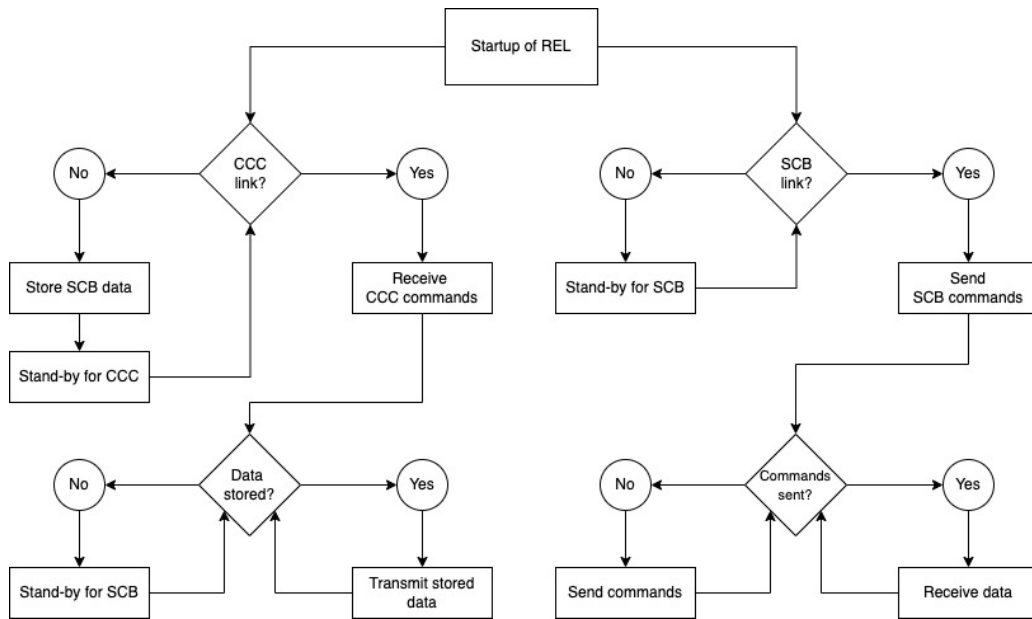 Startup of REL
No
CCC
link?
Yes
No
SCB
link?
Yes
Store SCB data
Receive
CCC commands
Stand-by for SCB
Send
SCB commands
Stand-by for CCC
No
Data
stored?
Yes
No
Commands
sent?
Yes
Stand-by for SCB
Transmit stored
data
Send commands
Receive data